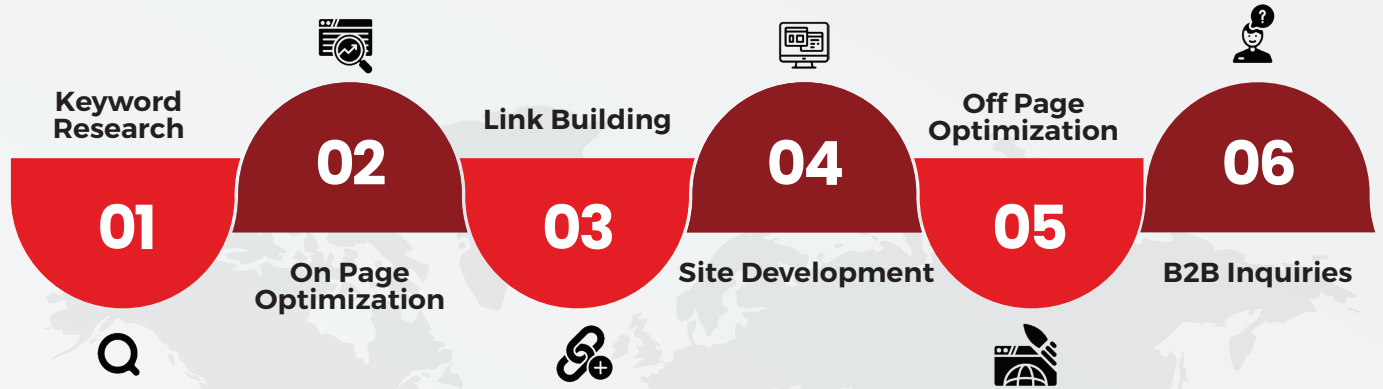 Keyword
Research
01
02
On Page
Optimization
Link Building
03
04
Site Development
Off Page
Optimization
05
?
06
B2B Inquiries